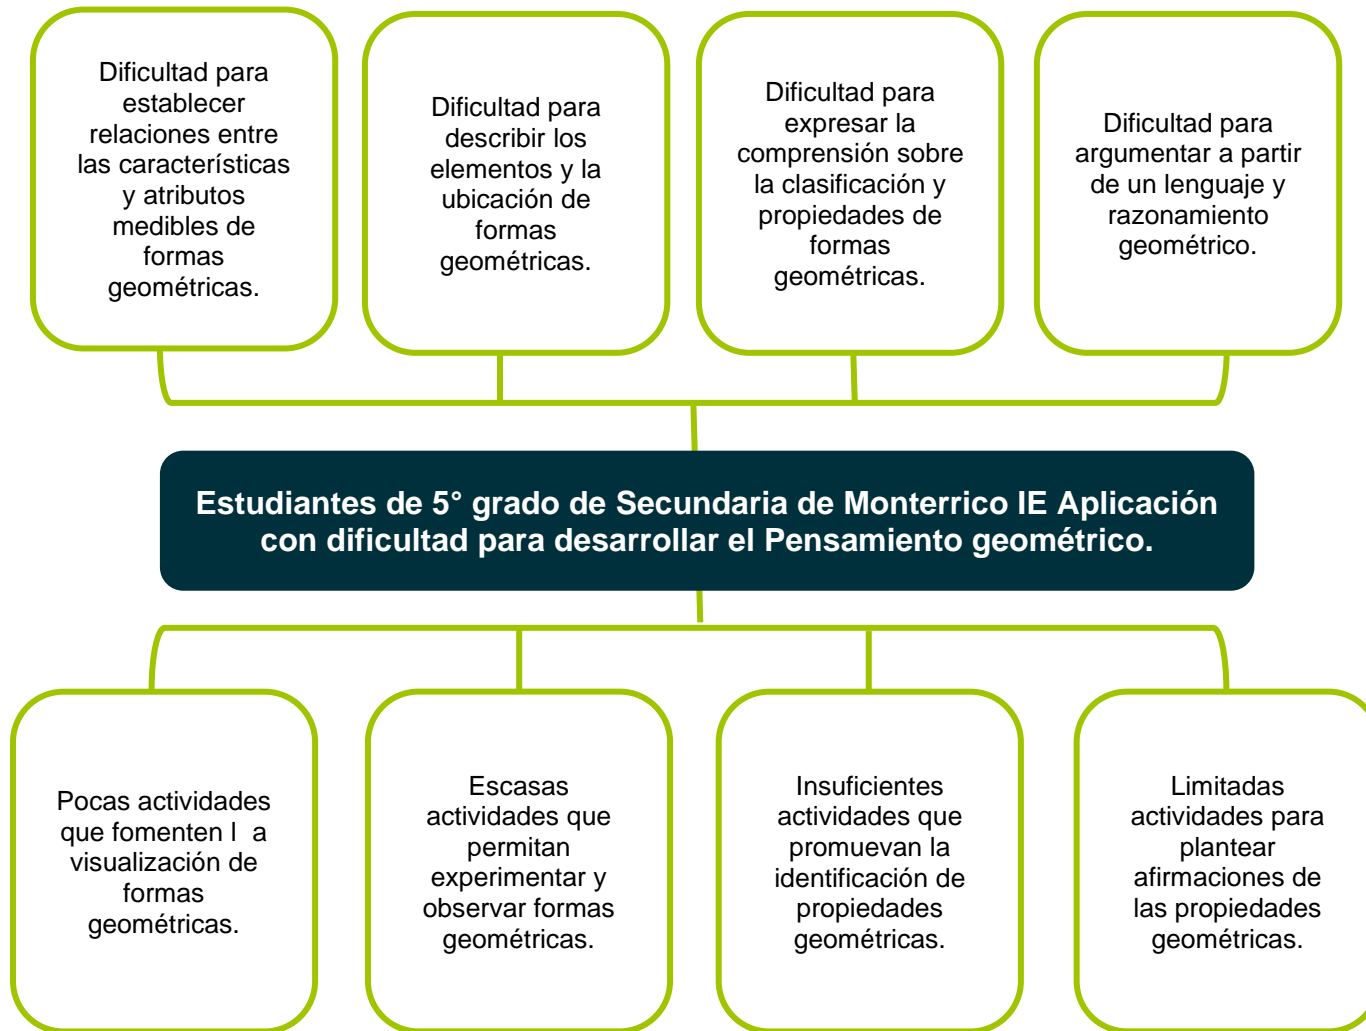 Dificultad para
establecer
relaciones entre
las características
y atributos
medibles de
formas
geométricas.
Dificultad para
describir los
elementos y la
ubicación de
formas
geométricas.
Dificultad para
expresar la
comprensión sobre
la clasificación y
propiedades de
formas
geométricas.
Dificultad para
argumentar a partir
de un lenguaje y
razonamiento
geométrico.
Estudiantes de 5° grado de Secundaria de Monterrico IE Aplicación
con dificultad para desarrollar el Pensamiento geométrico.
Pocas actividades
que fomenten l a
visualización de
formas
geométricas.
Escasas
actividades que
permitan
experimentar y
observar formas
geométricas.
Insuficientes
actividades que
promuevan la
identificación de
propiedades
geométricas.
Limitadas
actividades para
plantear
afirmaciones de
las propiedades
geométricas.